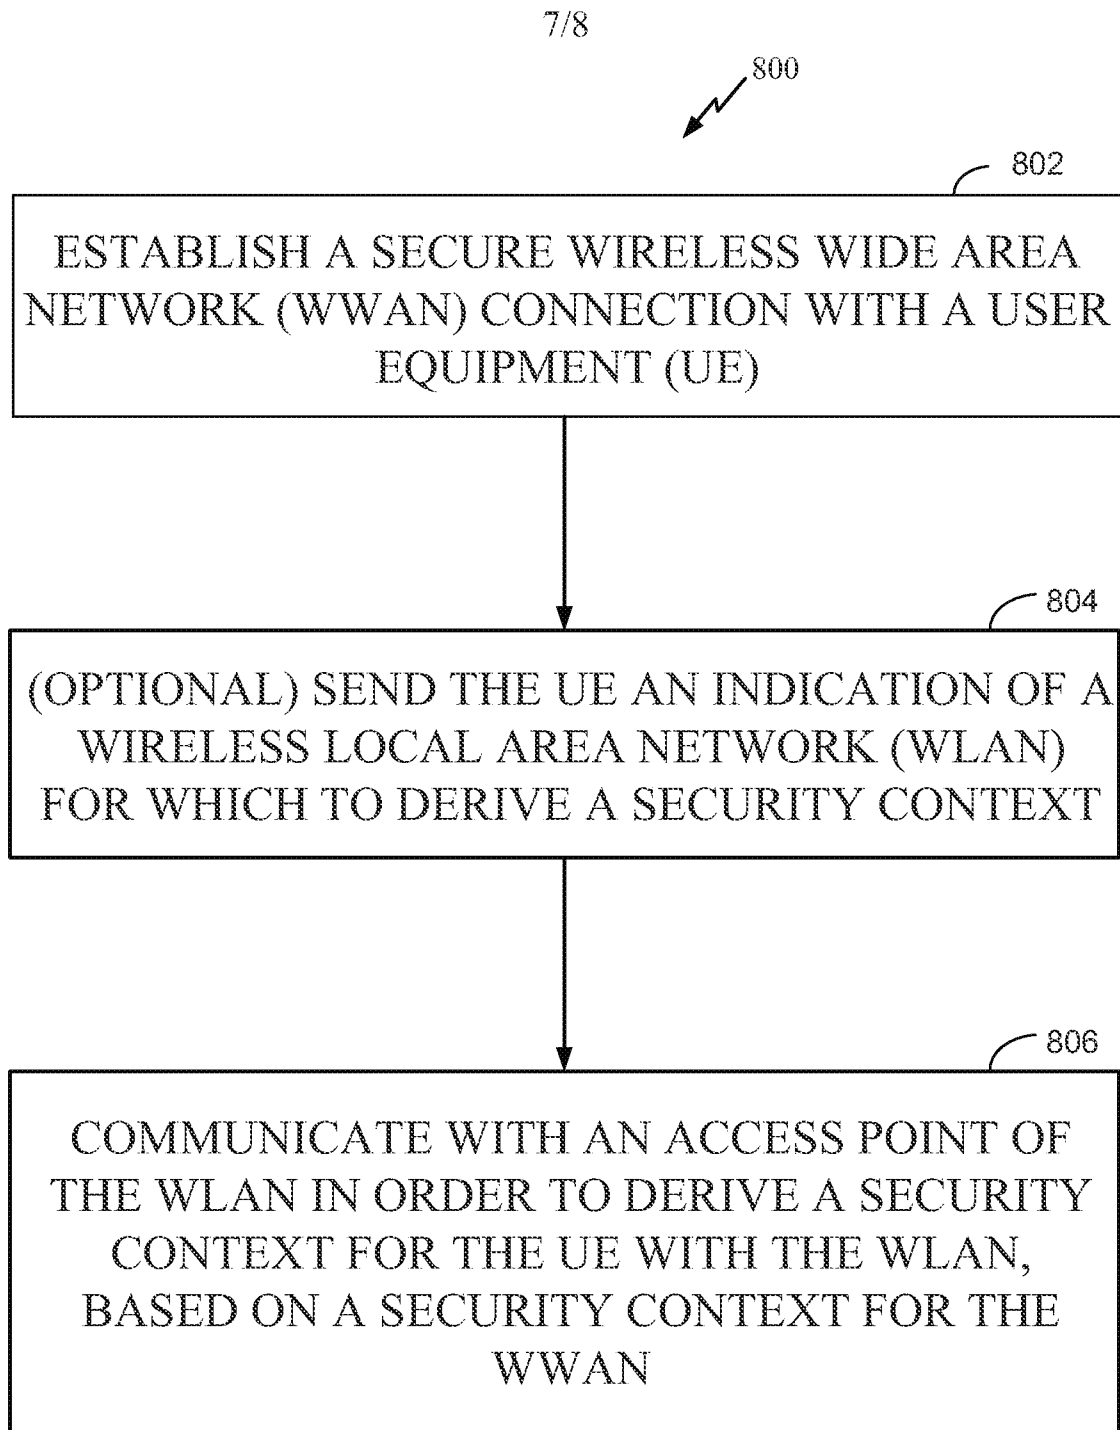 7/8
800
802
ESTABLISH A SECURE WIRELESS WIDE AREA
NETWORK (WWAN) CONNECTION WITH A USER
EQUIPMENT (UE)
804
(OPTIONAL) SEND THE UE AN INDICATION OF A
WIRELESS LOCAL AREA NETWORK (WLAN)
FOR WHICH TO DERIVE A SECURITY CONTEXT
806
COMMUNICATE WITH AN ACCESS POINT OF
THE WLAN IN ORDER TO DERIVE A SECURITY
CONTEXT FOR THE UE WITH THE WLAN,
BASED ON A SECURITY CONTEXT FOR THE
WWAN